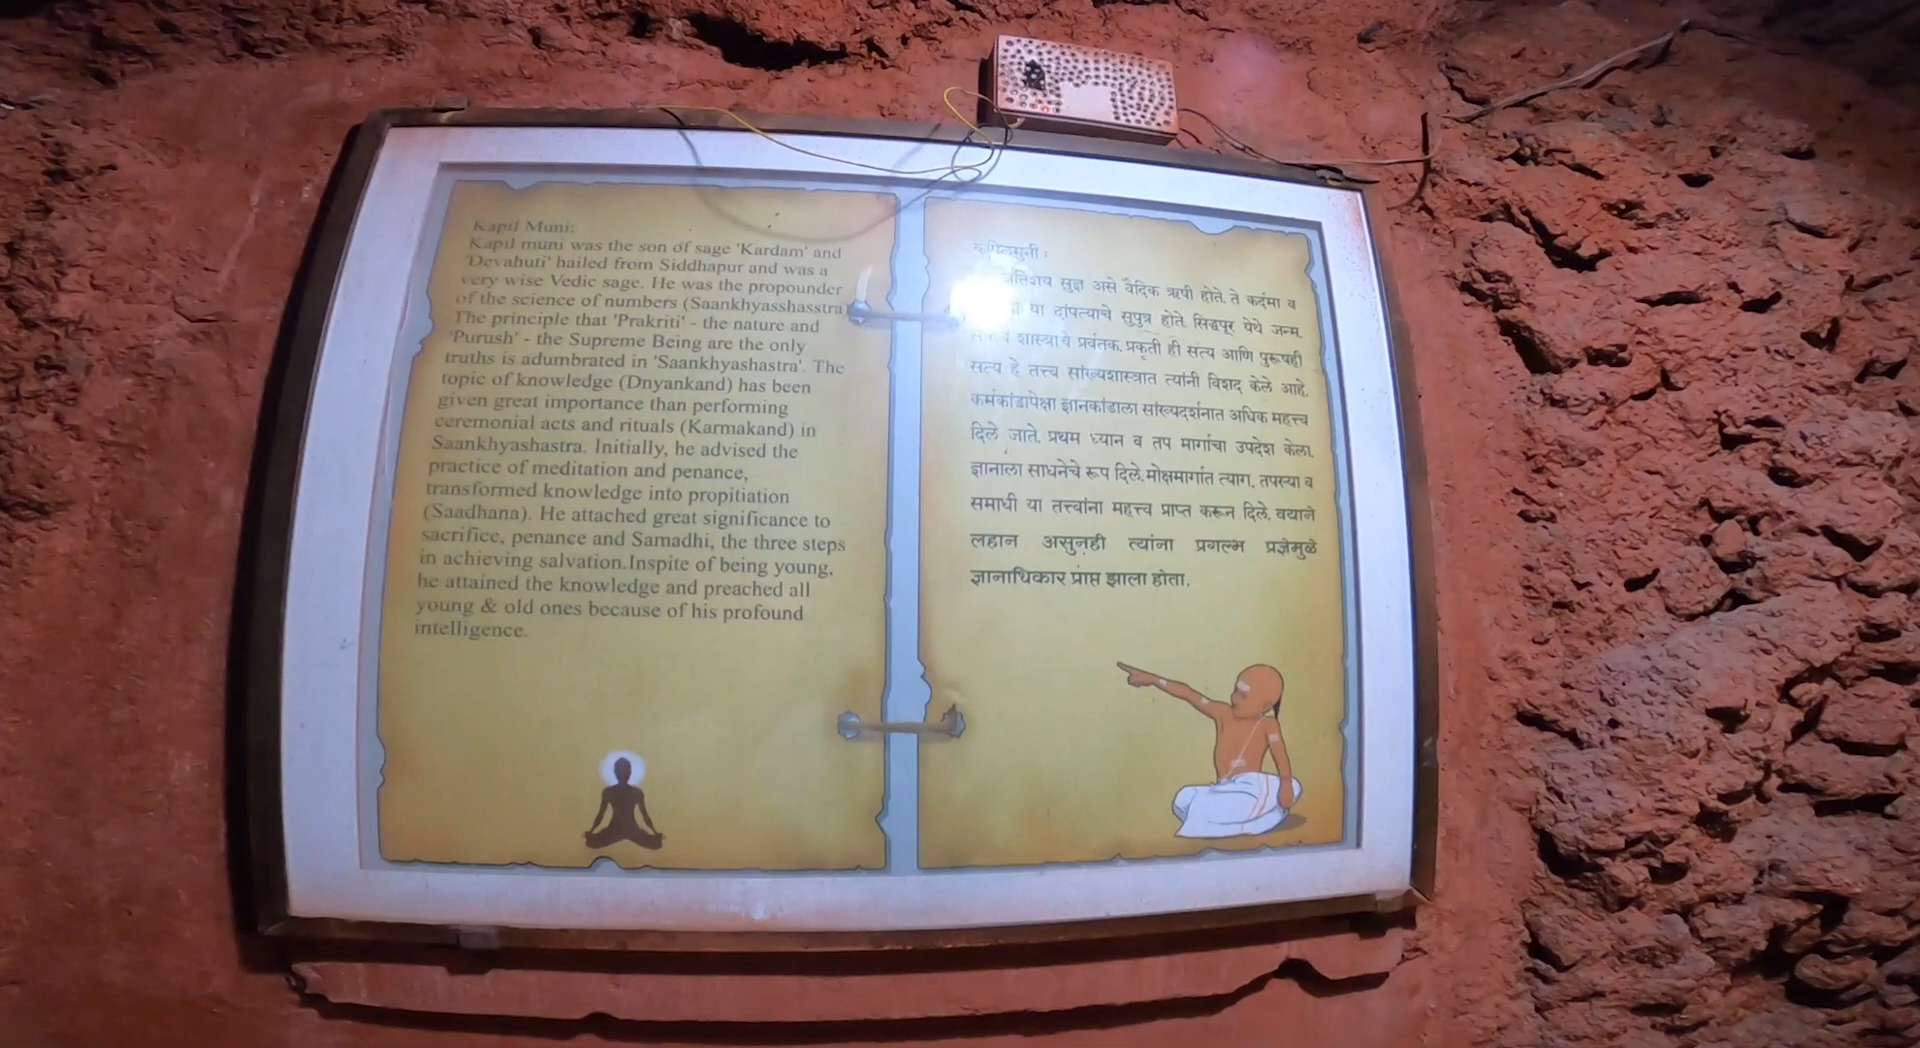 Kapil Muni:
Kapil muni was the son of sage 'Kardam' and
'Devahuti' hailed from Siddhapur and was a
very wise Vedic sage. He was the propounder
of the science of numbers (Saankhyasshasstra
The principle that 'Prakriti' - the nature and
'Purush' - the Supreme Being are the only
truths is adumbrated in 'Saankhyashastra'. The
topic of knowledge (Dnyankand) has been
given great importance than performing
ceremonial acts and rituals (Karmakand) in
Saankhyashastra. Initially, he advised the
practice of meditation and penance,
transformed knowledge into propitiation
(Saadhana). He attached great significance to
sacrifice, penance and Samadhi, the three steps
in achieving salvation.Inspite of being young,
he attained the knowledge and preached all
young & old ones because of his profound
intelligence.
कपिलमुनी :
सुज्ञ असे वैदिक ऋषी होते. ते कर्दमा व
या दांपत्याचे सुपुत्र होते. सिद्धपूर येथे जन्म.
शास्त्राचे प्रर्वतक. प्रकृती ही सत्य आणि पुरूषही
सत्य हे तत्त्व सांख्यशास्त्रात त्यांनी विशद केले आहे.
कर्मकांडापेक्षा ज्ञानकांडाला सांख्यदर्शनात अधिक महत्त्व
दिले जाते. प्रथम ध्यान व तप मार्गाचा उपदेश केला.
ज्ञानाला साधनेचे रूप दिले. मोक्षमार्गात त्याग, तपस्या व
समाधी या तत्त्वांना महत्त्व प्राप्त करून दिले. वयाने
लहान असुनही त्यांना प्रगल्भ प्रज्ञेमुळे
ज्ञानाधिकार प्राप्त झाला होता.